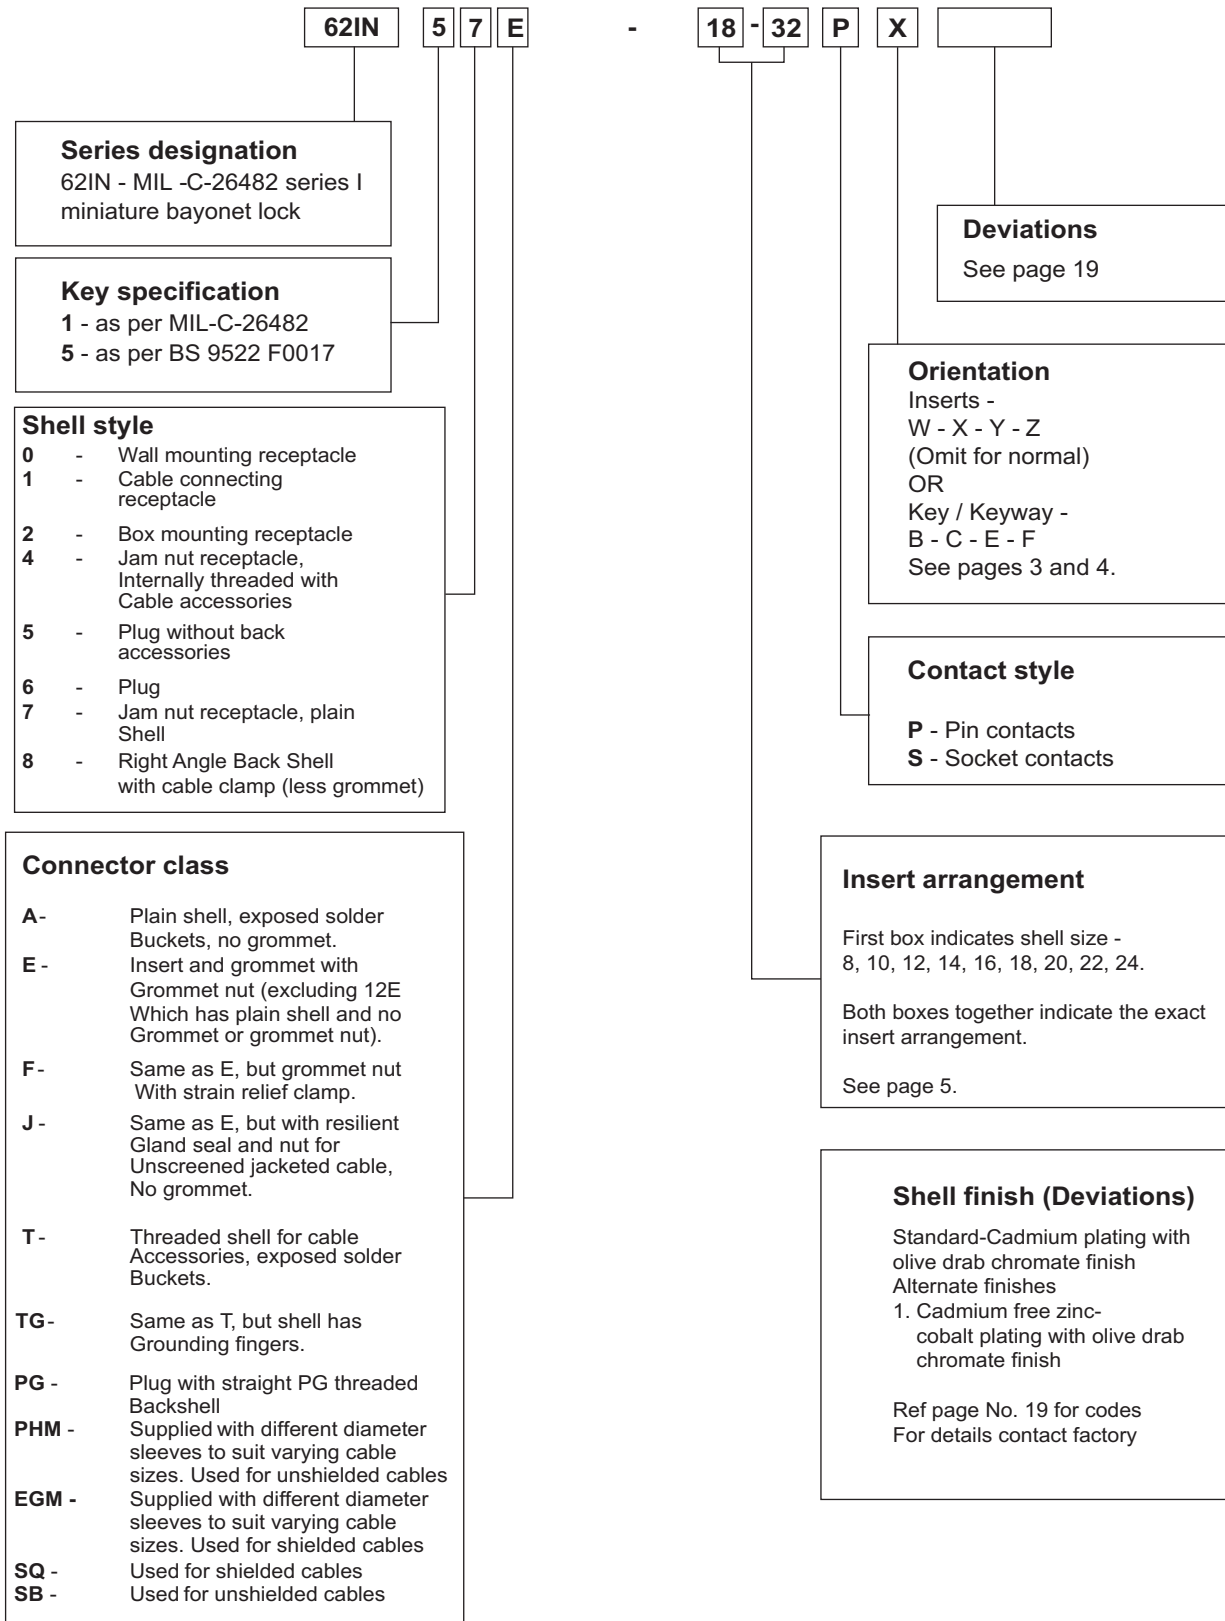 62IN 5 7 E - 18 - 32 P X
Series designation
62IN - MIL -C-26482 series I
miniature bayonet lock
Key specification
1 - as per MIL-C-26482
5 - as per BS 9522 F0017
Shell style
0 - Wall mounting receptacle
1 - Cable connecting
receptacle
2 - Box mounting receptacle
4 - Jam nut receptacle,
Internally threaded with
Cable accessories
5 - Plug without back
accessories
6 - Plug
7 - Jam nut receptacle, plain
Shell
8 - Right Angle Back Shell
with cable clamp (less grommet)
Connector class
A- Plain shell, exposed solder
Buckets, no grommet.
E - Insert and grommet with
Grommet nut (excluding 12E
Which has plain shell and no
Grommet or grommet nut).
F- Same as E, but grommet nut
With strain relief clamp.
J - Same as E, but with resilient
Gland seal and nut for
Unscreened jacketed cable,
No grommet.
T- Threaded shell for cable
Accessories, exposed solder
Buckets.
TG- Same as T, but shell has
Grounding fingers.
PG - Plug with straight PG threaded
Backshell
PHM - Supplied with different diameter
sleeves to suit varying cable
sizes. Used for unshielded cables
EGM - Supplied with different diameter
sleeves to suit varying cable
sizes. Used for shielded cables
SQ - Used for shielded cables
SB - Used for unshielded cables
Deviations
See page 19
Orientation
Inserts -
W - X - Y - Z
(Omit for normal)
OR
Key / Keyway -
B - C - E - F
See pages 3 and 4.
Contact style
P - Pin contacts
S - Socket contacts
Insert arrangement
First box indicates shell size -
8, 10, 12, 14, 16, 18, 20, 22, 24.
Both boxes together indicate the exact
insert arrangement.
See page 5.
Shell finish (Deviations)
Standard-Cadmium plating with
olive drab chromate finish
Alternate finishes
1. Cadmium free zinc-
cobalt plating with olive drab
chromate finish
Ref page No. 19 for codes
For details contact factory